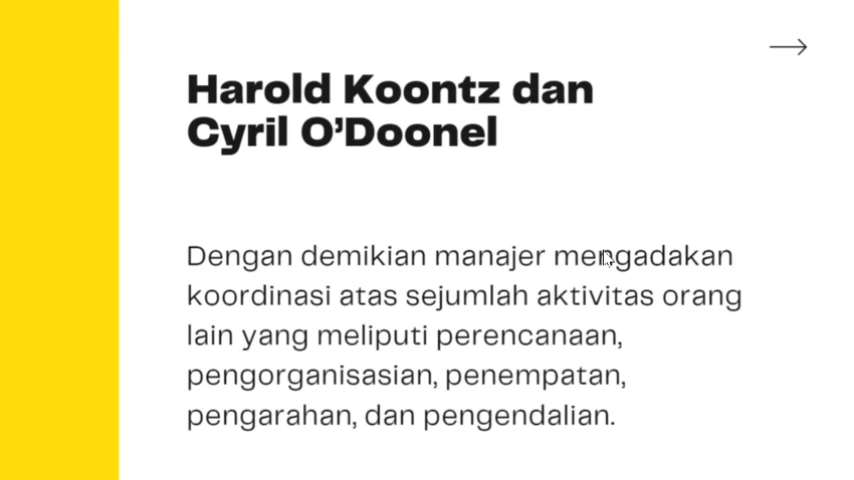 Harold Koontz dan
Cyril O’Doonel
Dengan demikian manajer mengadakan
koordinasi atas sejumlah aktivitas orang
lain yang meliputi perencanaan,
pengorganisasian, penempatan,
pengarahan, dan pengendalian.